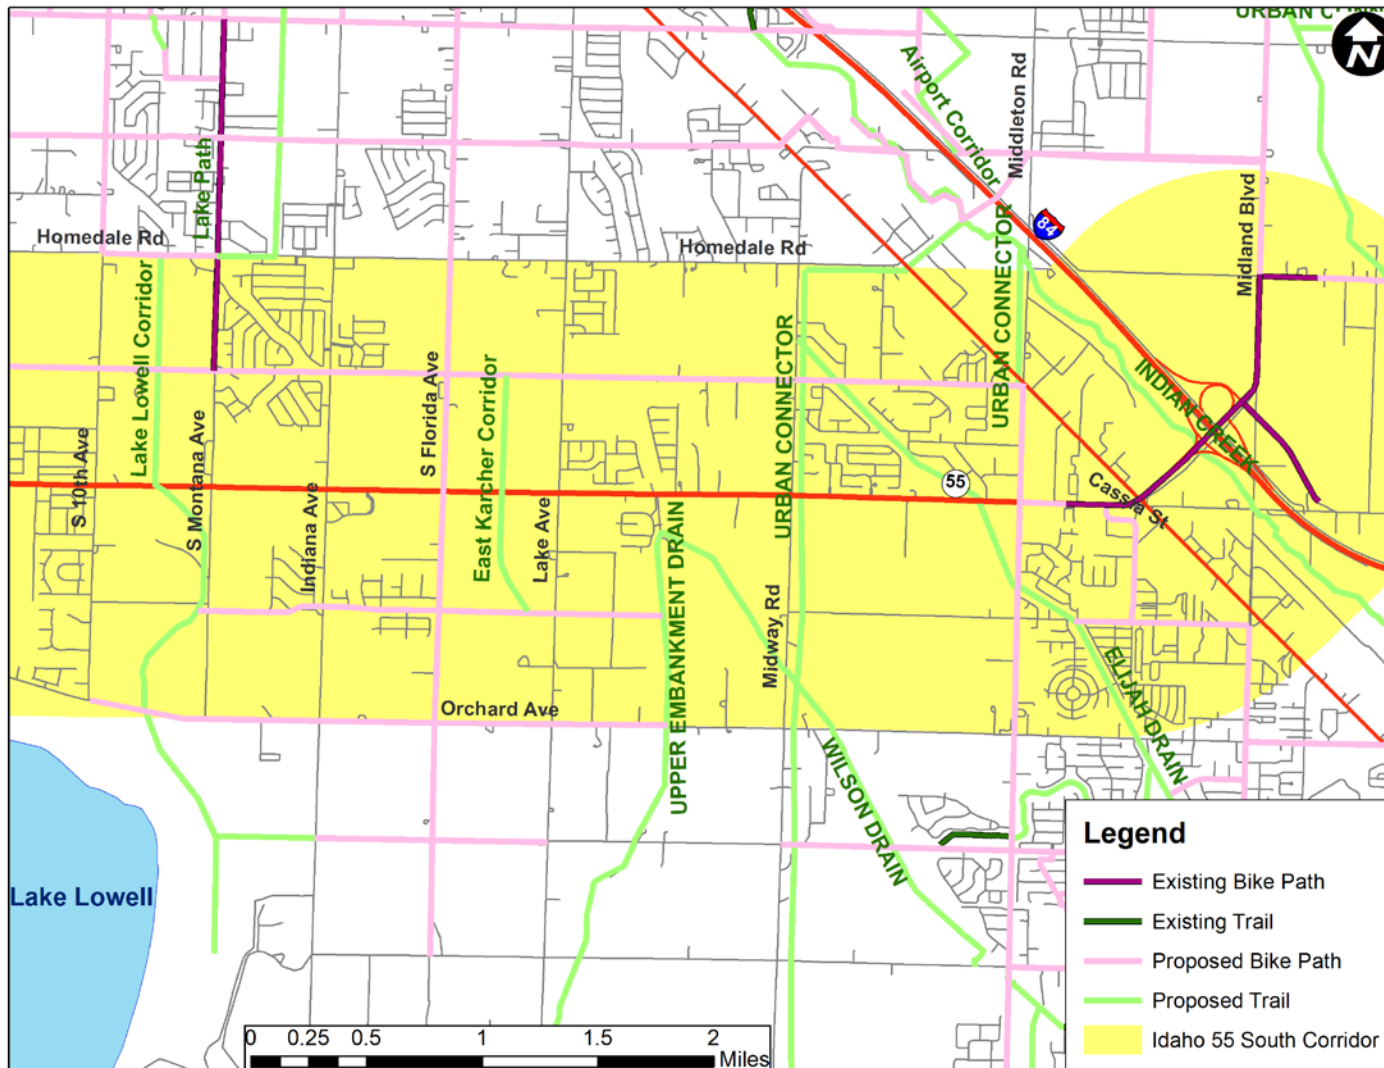 URBAN C
N
Airport Corridor
Middleton Rd
Lake Path
Midland Blvd
84
Homedale Rd
Homedale Rd
URBAN CONNECTOR
Lake Lowell Corridor
URBAN CONNECTOR
S Florida Ave
East Karcher Corridor
INDIAN CREEK
S 10th Ave
S Montana Ave
Indiana Ave
Lake Ave
55
Cassia St
UPPER EMBANKMENT DRAIN
Midway Rd
Orchard Ave
ELIJAH DRAIN
WILSON DRAIN
Lake Lowell
Legend
Existing Bike Path
Existing Trail
Proposed Bike Path
Proposed Trail
Idaho 55 South Corridor
0 0.25 0.5 1 1.5 2
Miles